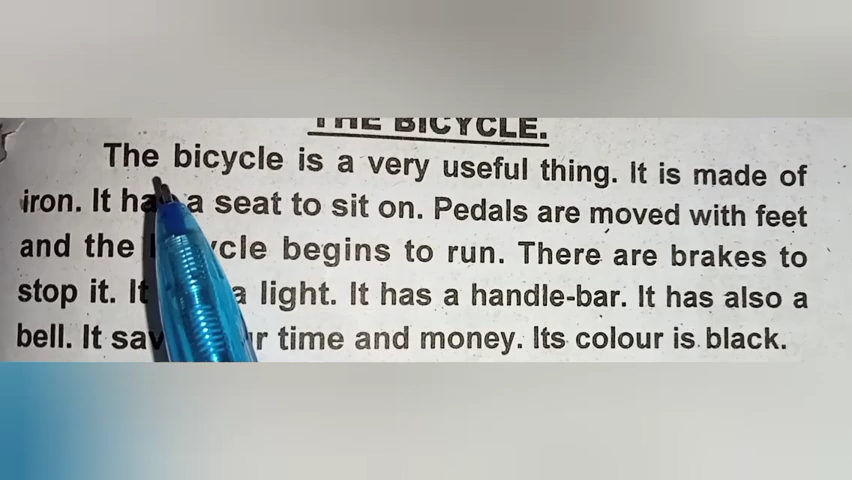 THE BICYCLE.
The bicycle is a very useful thing. It is made of
iron. It has a seat to sit on. Pedals are moved with feet
and the cycle begins to run. There are brakes to
stop it. It a light. It has a handle-bar. It has also a
bell. It time and money. Its colour is black.